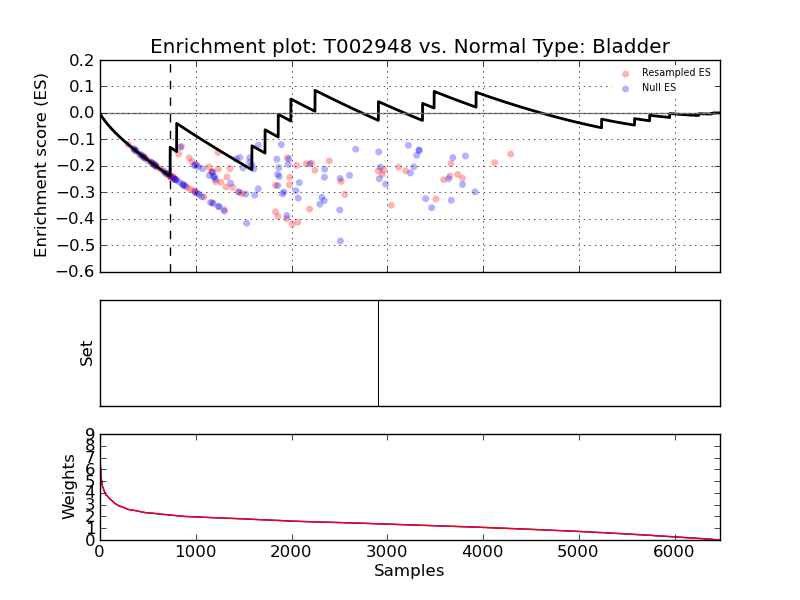 Enrichment plot: T002948 vs. Normal Type: Bladder
Enrichment score (ES)
0.2
0.1
0.0
−0.1
−0.2
−0.3
−0.4
−0.5
−0.6
Resampled ES
Null ES
Set
Weights
9
8
7
6
5
4
3
2
1
0
0 1000 2000 3000 4000 5000 6000
Samples